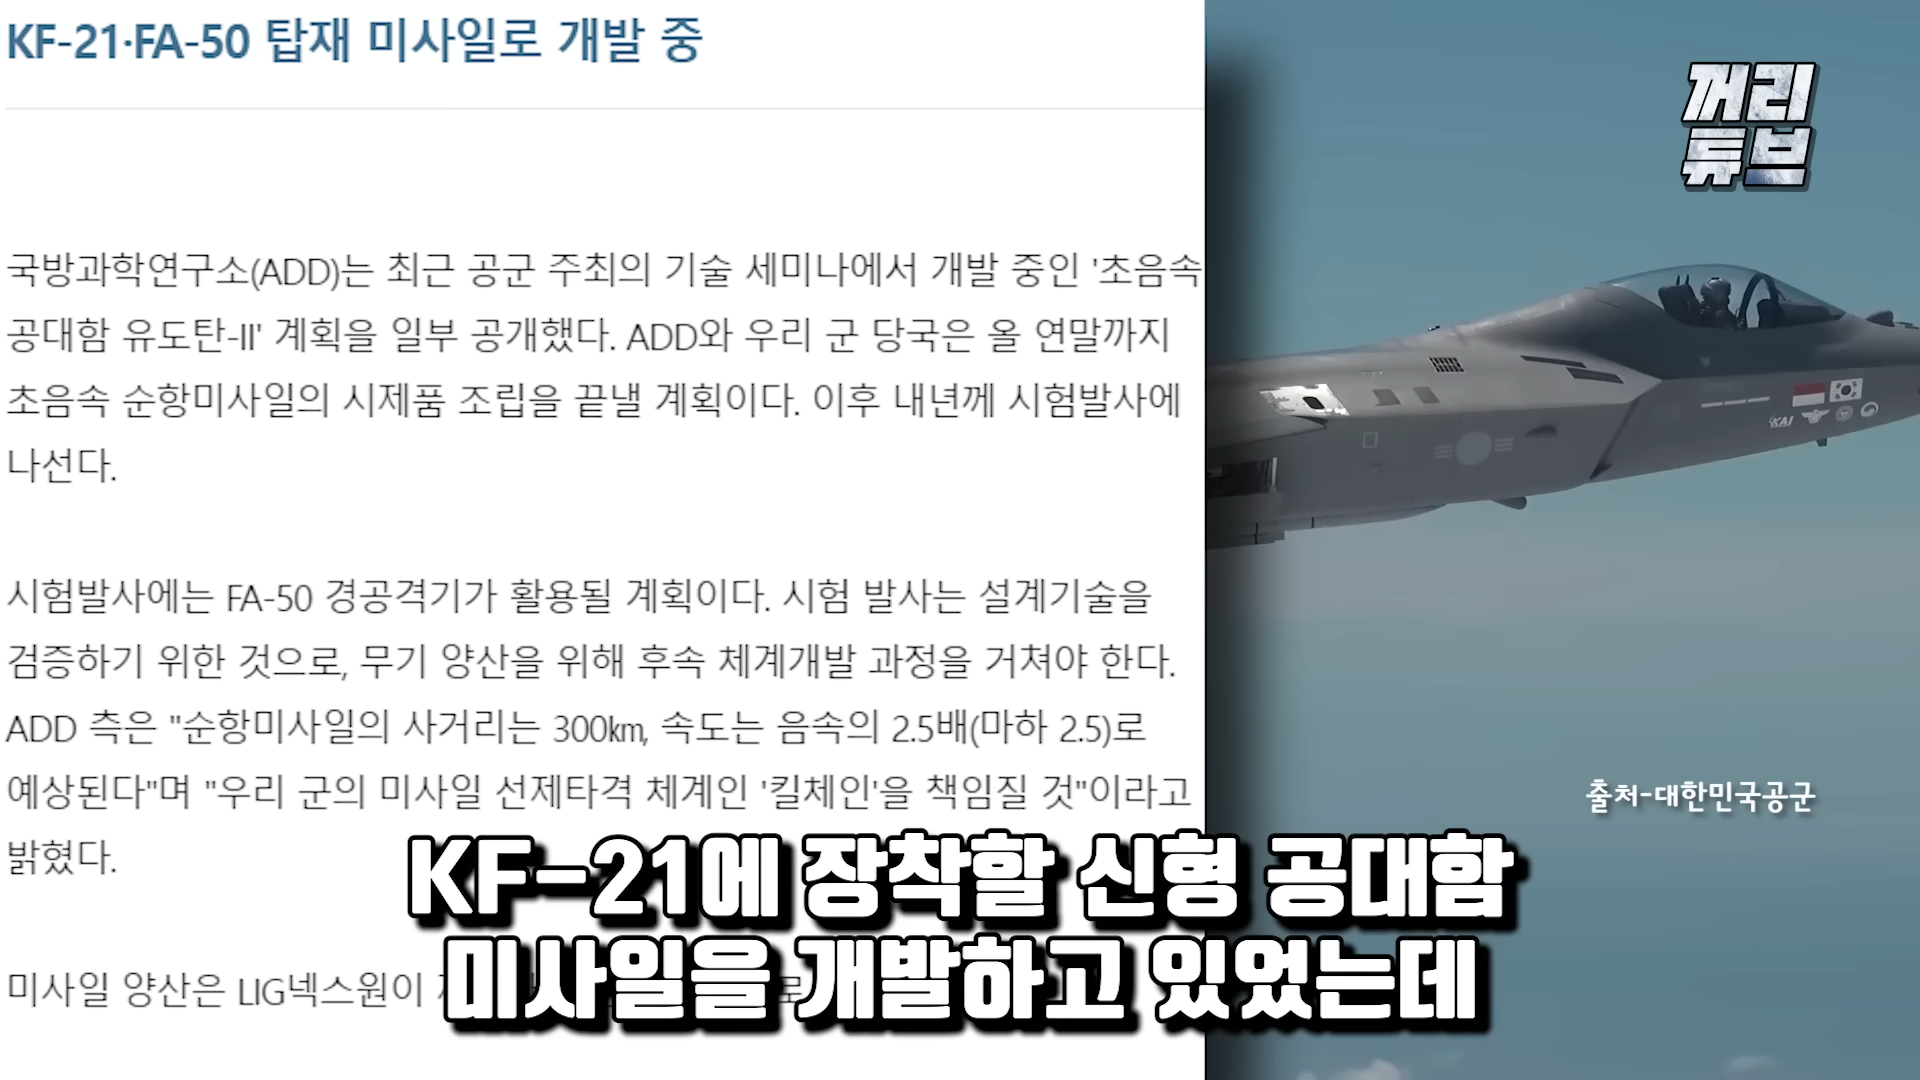 KF-21·FA-50 탑재 미사일로 개발 중
꺼리
튜브
국방과학연구소(ADD)는 최근 공군 주최의 기술 세미나에서 개발 중인 '초음속
공대함 유도탄-II' 계획을 일부 공개했다. ADD와 우리 군 당국은 올 연말까지
초음속 순항미사일의 시제품 조립을 끝낼 계획이다. 이후 내년께 시험발사에
나선다.
KAI
시험발사에는 FA-50 경공격기가 활용될 계획이다. 시험 발사는 설계기술을
검증하기 위한 것으로, 무기 양산을 위해 후속 체계개발 과정을 거쳐야 한다.
ADD 측은 "순항미사일의 사거리는 300㎞, 속도는 음속의 2.5배(마하 2.5)로
예상된다"며 "우리 군의 미사일 선제타격 체계인 '킬체인'을 책임질 것"이라고
밝혔다.
출처-대한민국공군
미사일 양산은 LIG넥스원이
KF-21에 장착할 신형 공대함
미사일을 개발하고 있었는데